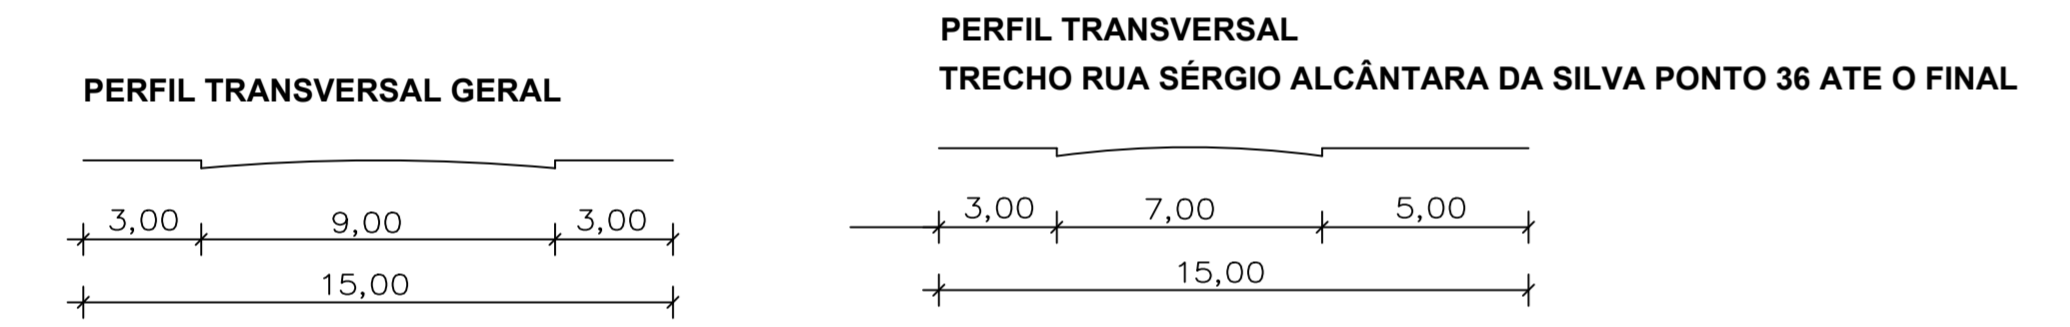 PERFIL TRANSVERSAL GERAL
3,00 9,00 3,00
15,00
PERFIL TRANSVERSAL
TRECHO RUA SÉRGIO ALCÂNTARA DA SILVA PONTO 36 ATE O FINAL
3,00 7,00 5,00
15,00